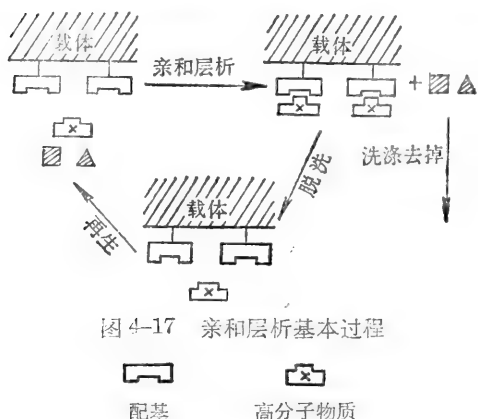 载体
亲和层析
载体
+
洗涤去掉
脱洗
载体
再生
x
x
x
x
图 4-17 亲和层析基本过程
x
配基 高分子物质